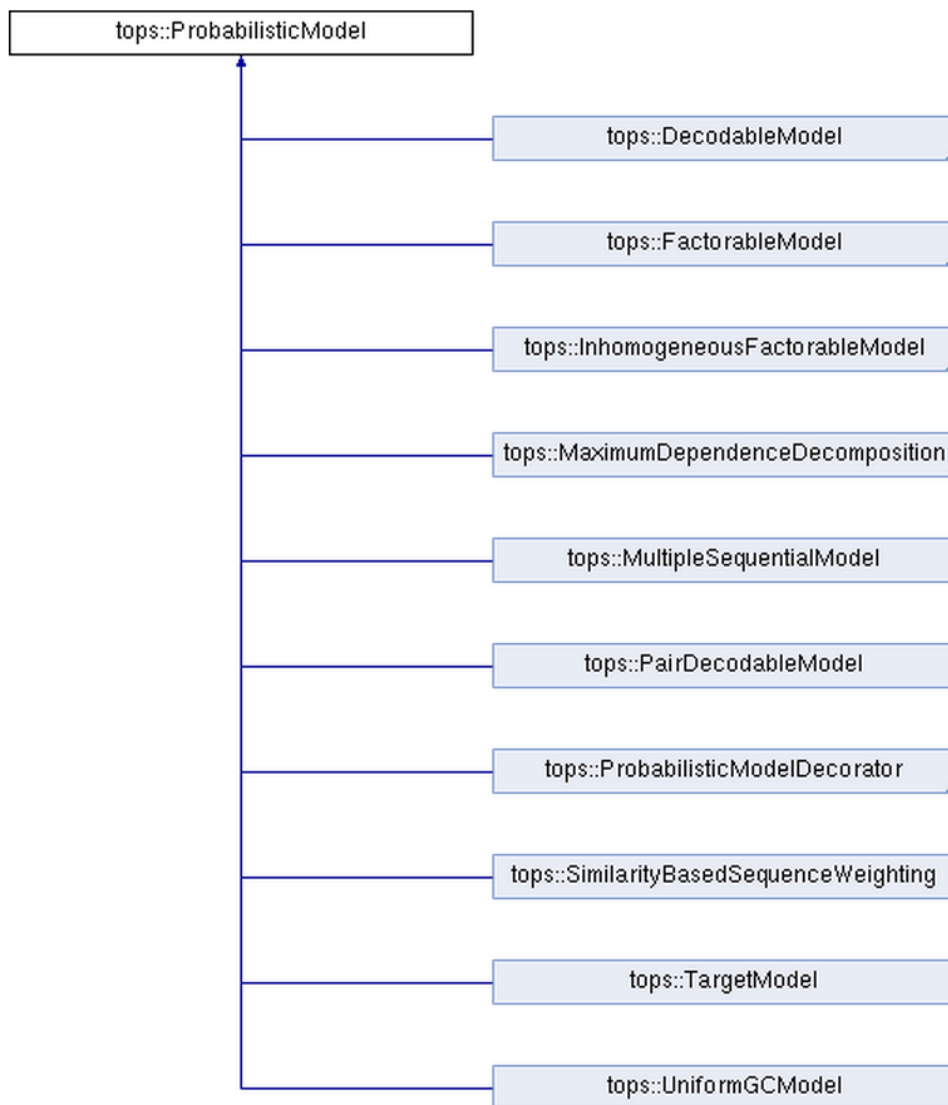 tops::ProbabilisticModel
tops::DecodableModel
tops::FactorableModel
tops::InhomogeneousFactorableModel
tops::MaximumDependenceDecomposition
tops::MultipleSequentialModel
tops::PairDecodableModel
tops::ProbabilisticModelDecorator
tops::SimilarityBasedSequenceWeighting
tops::TargetModel
tops::UniformGCModel